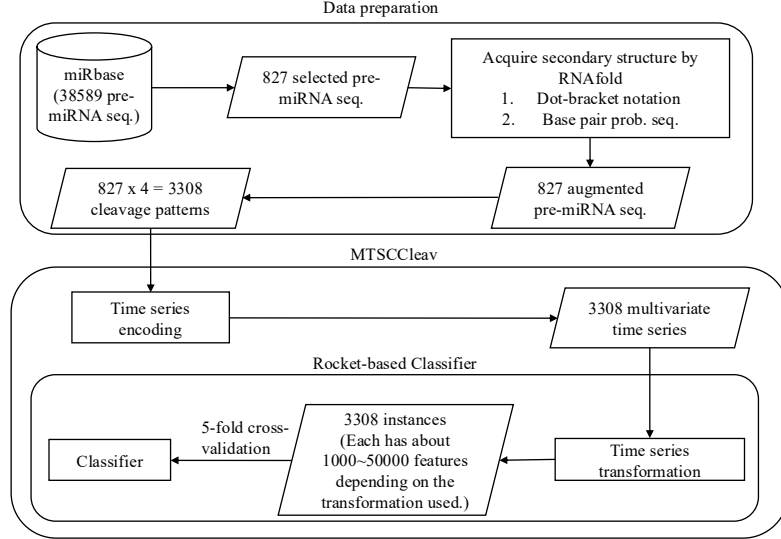 Data preparation
miRbase
(38589 pre-
miRNA seq.)
827 selected pre-
miRNA seq.
Acquire secondary structure by
RNAfold
1. Dot-bracket notation
2. Base pair prob. seq.
827 x 4 = 3308
cleavage patterns
827 augmented
pre-miRNA seq.
MTSCCleav
Time series
encoding
3308 multivariate
time series
Rocket-based Classifier
Classifier
5-fold cross-
validation
3308 instances
(Each has about
1000~50000 features
depending on the
transformation used.)
Time series
transformation